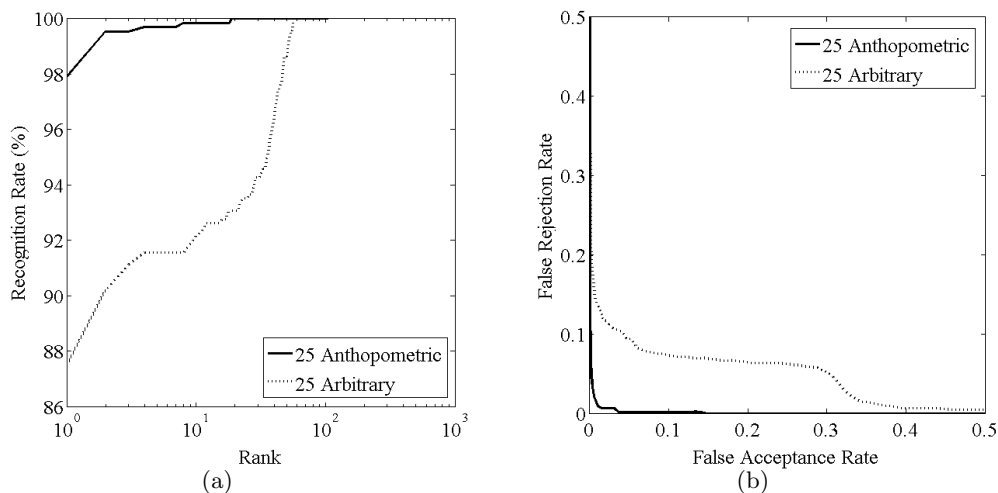 100
98
96
94
92
90
88
86
Recognition Rate (%)
25 Anthopometric
25 Arbitrary
10^0
10^1
10^2
10^3
Rank
(a)
0.5
0.4
0.3
0.2
0.1
0
False Rejection Rate
25 Anthopometric
25 Arbitrary
0
0.1
0.2
0.3
0.4
0.5
False Acceptance Rate
(b)